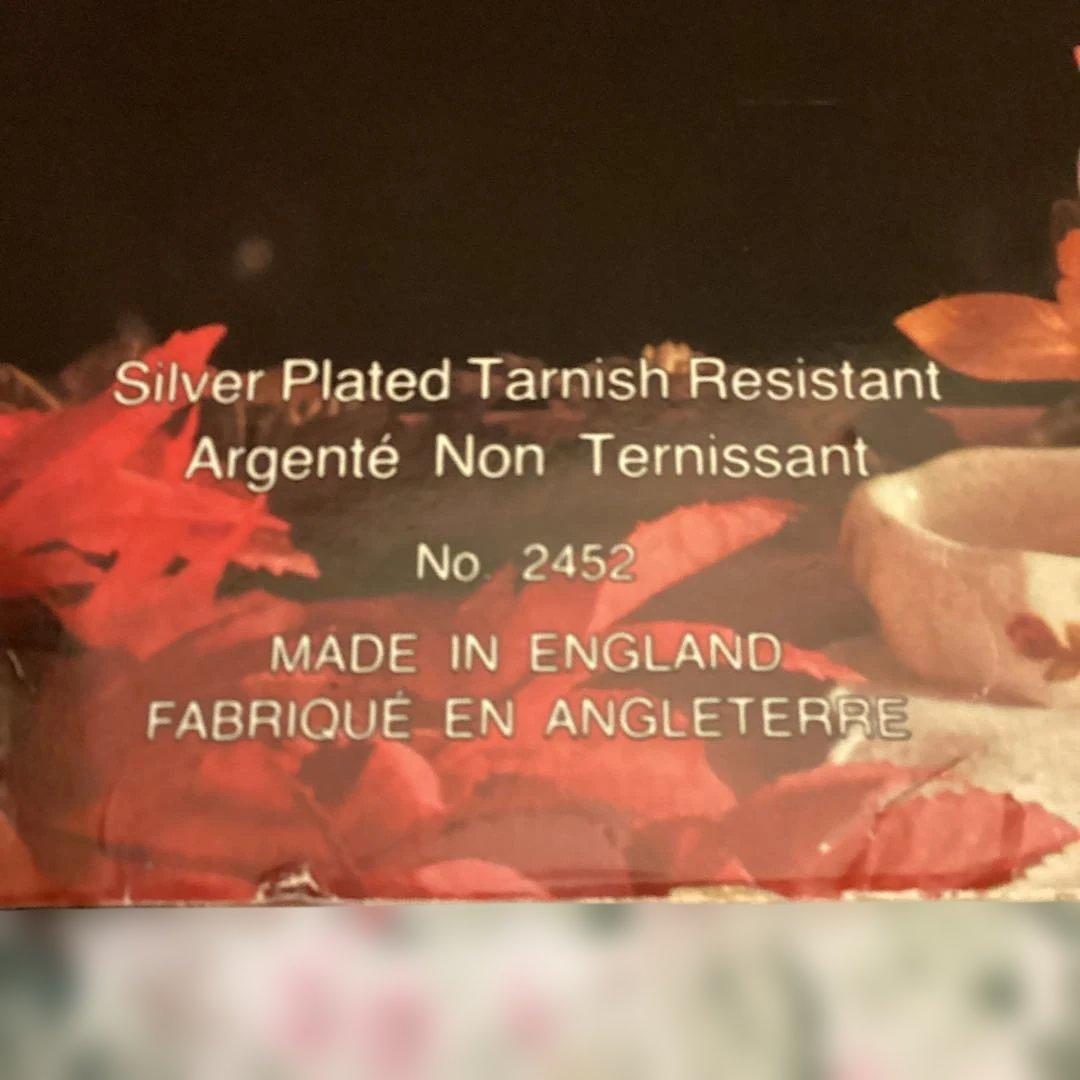 Silver Plated Tarnish Resistant
Argenté Non Ternissant
No. 2452
MADE IN ENGLAND
FABRIQUÉ EN ANGLETERRE